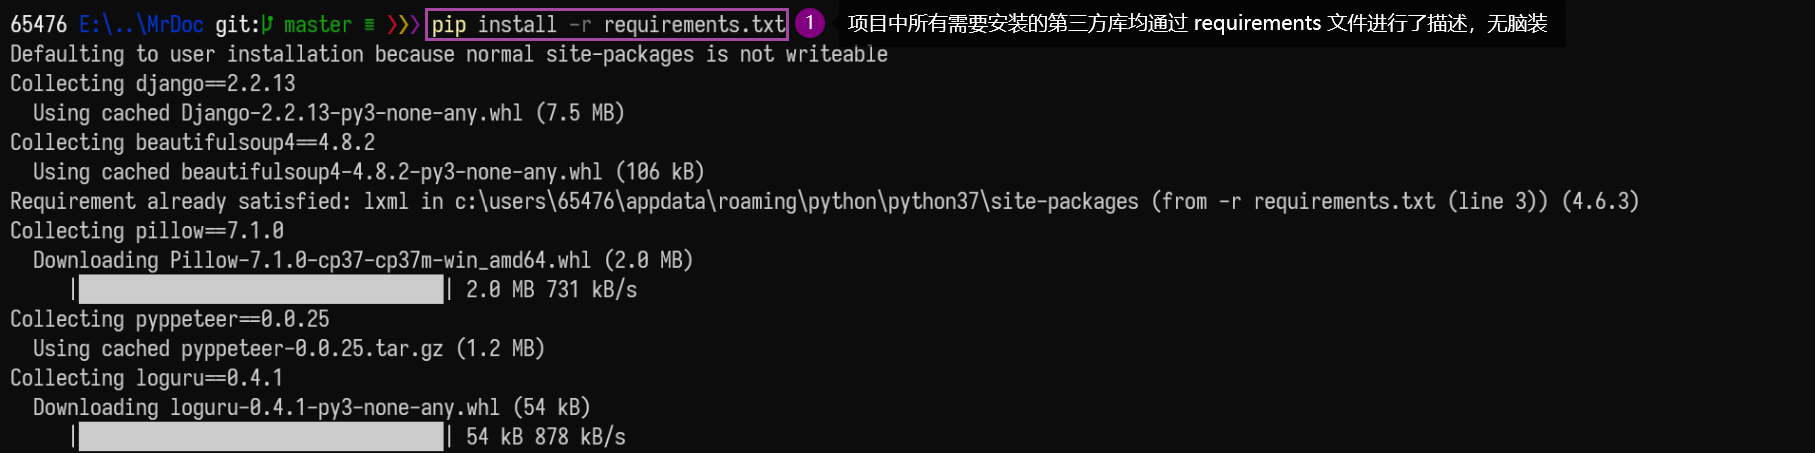 65476 E:\..\MrDoc git: master ≡ ❯❯❯ pip install -r requirements.txt 1 项目中所有需要安装的第三方库均通过 requirements 文件进行了描述，无脑装
Defaulting to user installation because normal site-packages is not writeable
Collecting django==2.2.13
Using cached Django-2.2.13-py3-none-any.whl (7.5 MB)
Collecting beautifulsoup4==4.8.2
Using cached beautifulsoup4-4.8.2-py3-none-any.whl (106 kB)
Requirement already satisfied: lxml in c:\users\65476\appdata\roaming\python\python37\site-packages (from -r requirements.txt (line 3)) (4.6.3)
Collecting pillow==7.1.0
Downloading Pillow-7.1.0-cp37-cp37m-win_amd64.whl (2.0 MB)
|████████████████████████████████| 2.0 MB 731 kB/s
Collecting pyppeteer==0.0.25
Using cached pyppeteer-0.0.25.tar.gz (1.2 MB)
Collecting loguru==0.4.1
Downloading loguru-0.4.1-py3-none-any.whl (54 kB)
|████████████████████████████████| 54 kB 878 kB/s